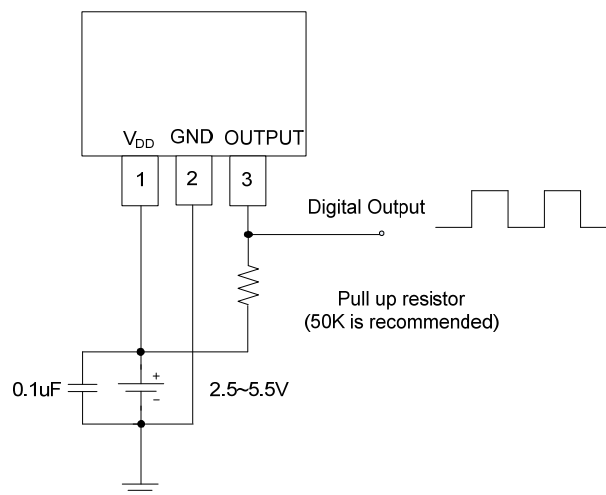 VDD GND OUTPUT
1 2 3
Digital Output
Pull up resistor
(50K is recommended)
0.1uF
+
−
2.5~5.5V